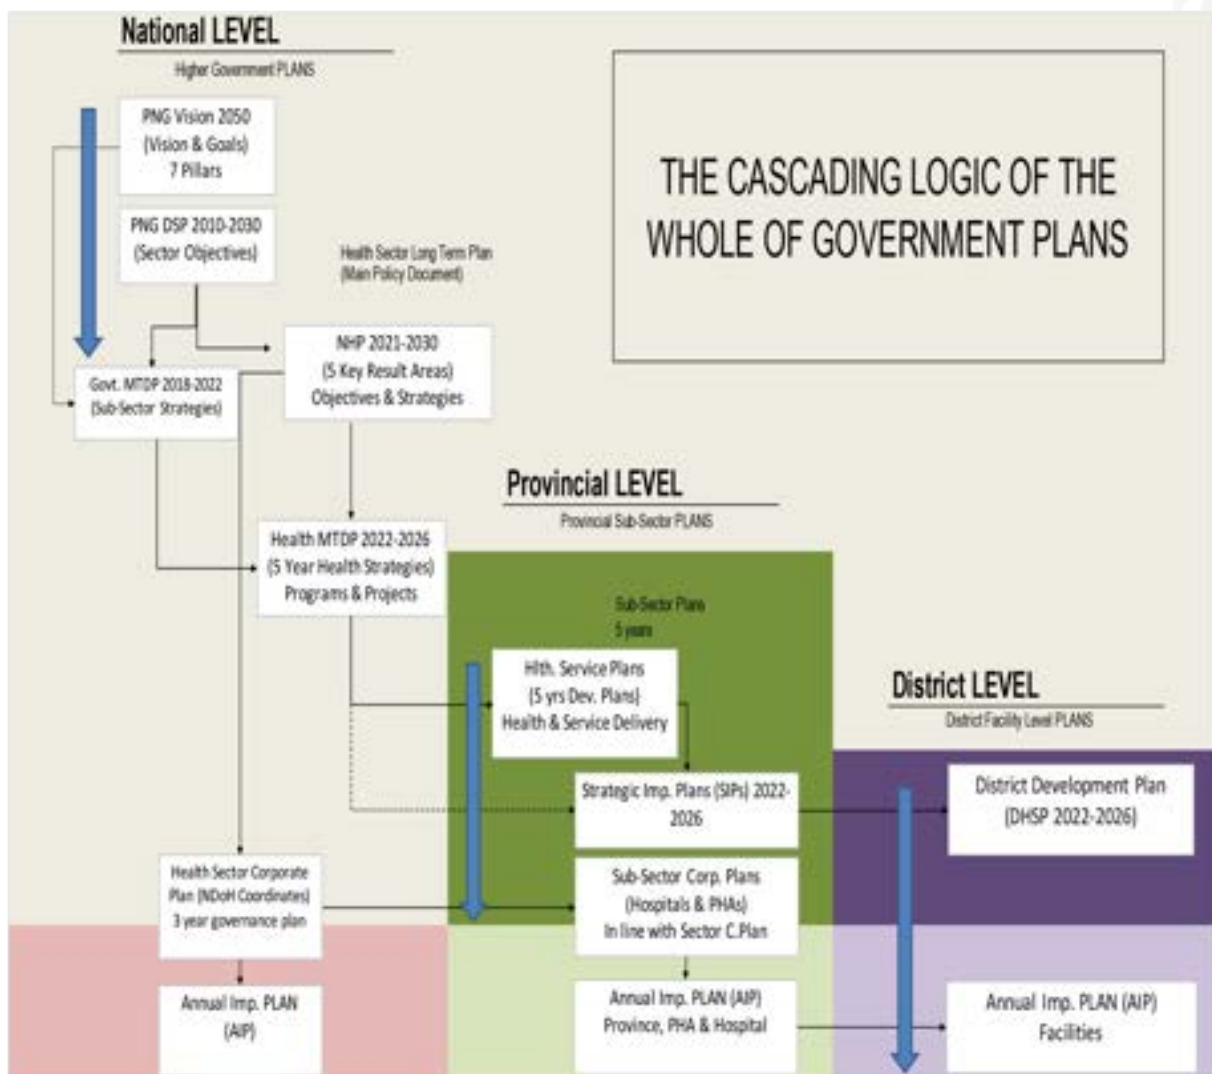 National LEVEL
Higher Government PLANS
PNG Vision 2050
(Vision & Goals)
7 Pillars
PNG DSP 2010-2030
(Sector Objectives)
THE CASCADING LOGIC OF THE
WHOLE OF GOVERNMENT PLANS
Health Sector Long Term Plan
(Main Policy Document)
NHP 2021-2030
(5 Key Result Areas)
Objectives & Strategies
Govt. MTDP 2018-2022
(Sub-Sector Strategies)
Health MTDP 2022-2026
(5 Year Health Strategies)
Programs & Projects
Provincial LEVEL
Provincial Sub-Sector PLANS
Sub-Sector Plans
5 years
Hlth. Service Plans
(5 yrs Dev. Plans)
Health & Service Delivery
Strategic Imp. Plans (SIPs) 2022-
2026
District LEVEL
District Facility Level PLANS
District Development Plan
(DHSP 2022-2026)
Health Sector Corporate
Plan (NDoH Coordinates)
3 year governance plan
Sub-Sector Corp. Plans
(Hospitals & PHAs)
In line with Sector C.Plan
Annual Imp. PLAN
(AIP)
Annual Imp. PLAN (AIP)
Province, PHA & Hospital
Annual Imp. PLAN (AIP)
Facilities